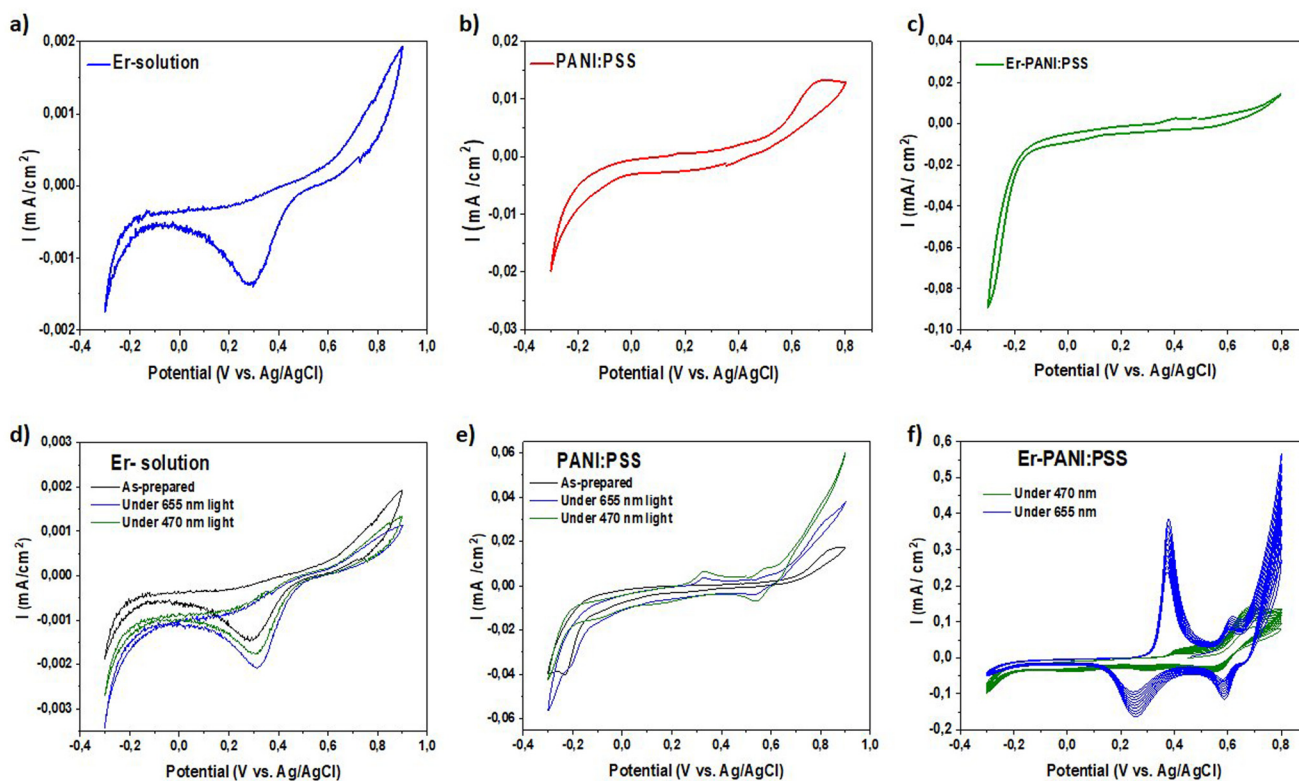 a)
Er-solution
0,002
0,001
0,000
-0,001
-0,002
I (mA/cm²)
-0,4 -0,2 0,0 0,2 0,4 0,6 0,8 1,0
Potential (V vs. Ag/AgCl)
b)
PANI:PSS
0,02
0,01
0,00
-0,01
-0,02
-0,03
I (mA /cm²)
-0,4 -0,2 0,0 0,2 0,4 0,6 0,8
Potential (V vs. Ag/AgCl)
c)
Er-PANI:PSS
0,04
0,02
0,00
-0,02
-0,04
-0,06
-0,08
-0,10
I (mA/ cm²)
-0,4 -0,2 0,0 0,2 0,4 0,6 0,8
Potential (V vs. Ag/AgCl)
d)
Er- solution
As-prepared
Under 655 nm light
Under 470 nm light
0,003
0,002
0,001
0,000
-0,001
-0,002
-0,003
I (mA/cm²)
-0,4 -0,2 0,0 0,2 0,4 0,6 0,8 1,0
Potential (V vs. Ag/AgCl)
e)
PANI:PSS
As-prepared
Under 655 nm light
Under 470 nm light
0,06
0,04
0,02
0,00
-0,02
-0,04
-0,06
I (mA/cm²)
-0,4 -0,2 0,0 0,2 0,4 0,6 0,8 1,0
Potential (V vs. Ag/AgCl)
f)
Er-PANI:PSS
Under 470 nm
Under 655 nm
0,6
0,5
0,4
0,3
0,2
0,1
0,0
-0,1
-0,2
I (mA/cm²)
-0,4 -0,2 0,0 0,2 0,4 0,6 0,8
Potential (V vs. Ag/AgCl)